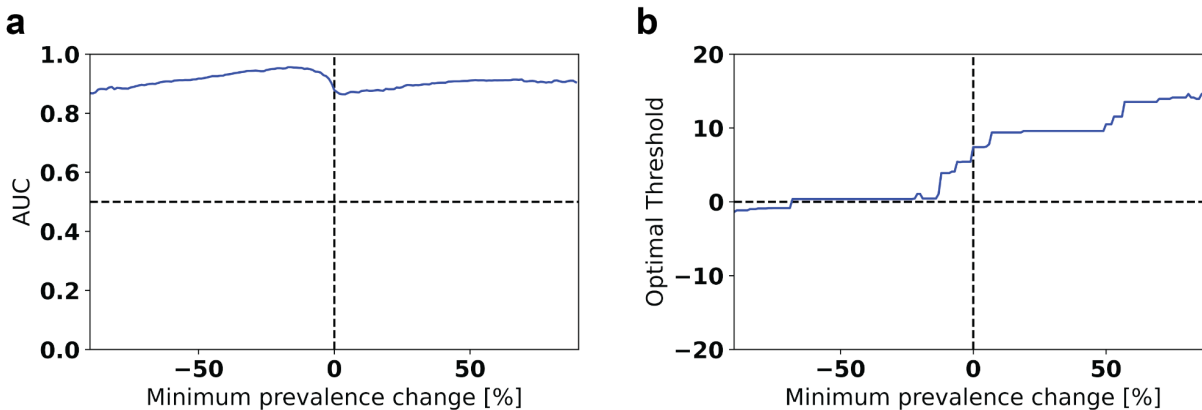 a
AUC
1.0
0.8
0.6
0.4
0.2
0.0
−50
0
50
Minimum prevalence change [%]
b
Optimal Threshold
20
10
0
−10
−20
−50
0
50
Minimum prevalence change [%]